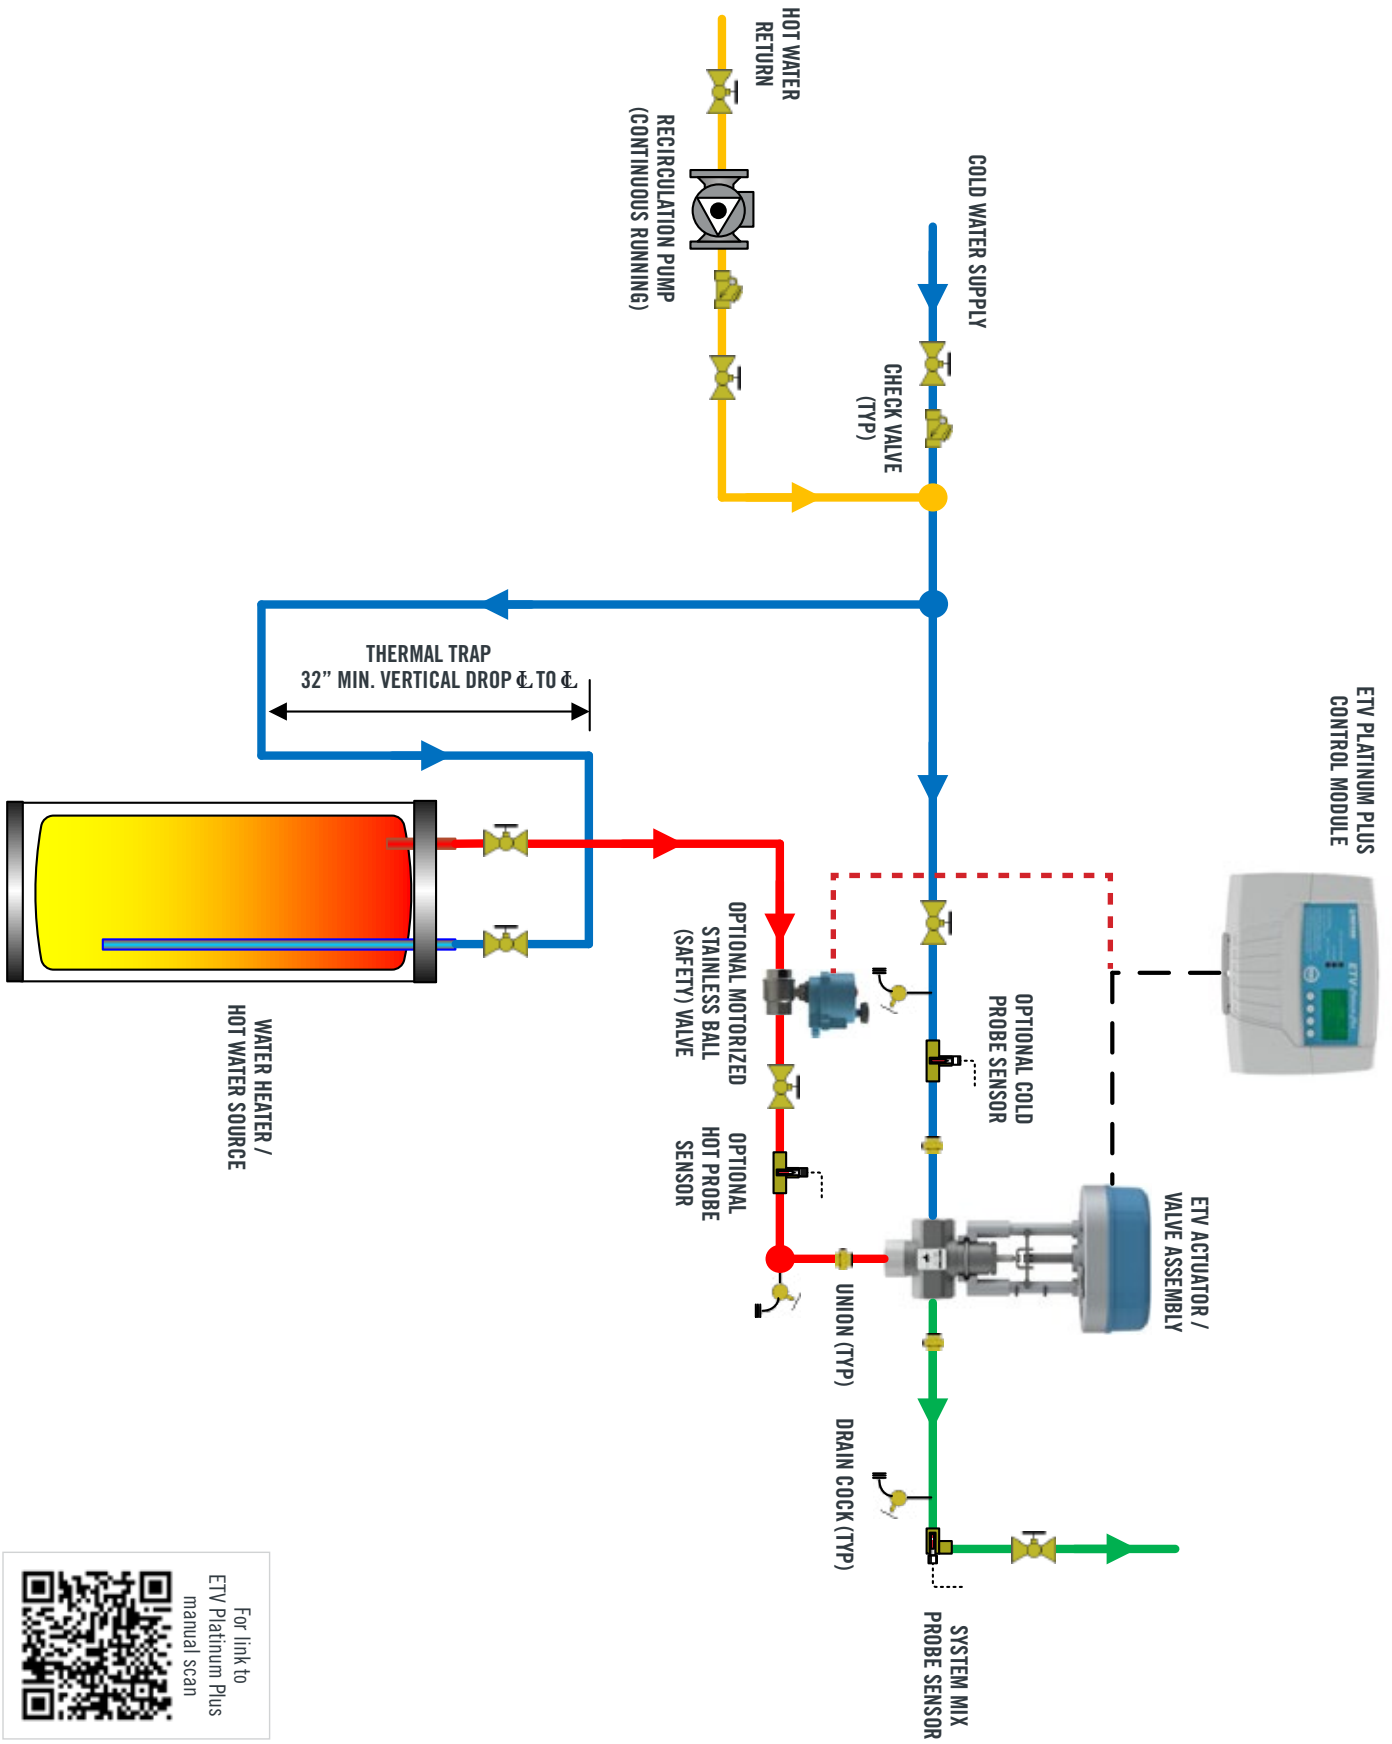 ETV PLATINUM PLUS
CONTROL MODULE
ETV ACTUATOR /
VALVE ASSEMBLY
COLD WATER SUPPLY
HOT WATER
RETURN
RECIRCULATION PUMP
(CONTINUOUS RUNNING)
CHECK VALVE
(TYP)
OPTIONAL COLD
PROBE SENSOR
SYSTEM MIX
PROBE SENSOR
UNION (TYP)
DRAIN COCK (TYP)
OPTIONAL MOTORIZED
STAINLESS BALL
(SAFETY) VALVE
OPTIONAL
HOT PROBE
SENSOR
THERMAL TRAP
32” MIN. VERTICAL DROP ℄ TO ℄
WATER HEATER /
HOT WATER SOURCE
For link to
ETV Platinum Plus
manual scan